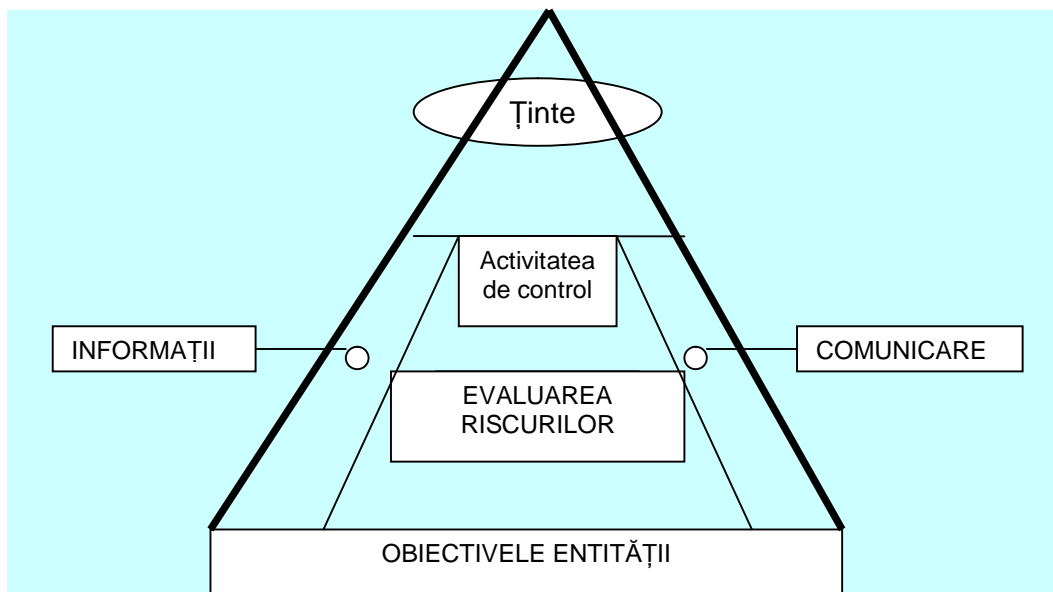 Ținte
Activitatea
de control
INFORMAȚII
COMUNICARE
EVALUAREA
RISCURILOR
OBIECTIVELE ENTITĂȚII